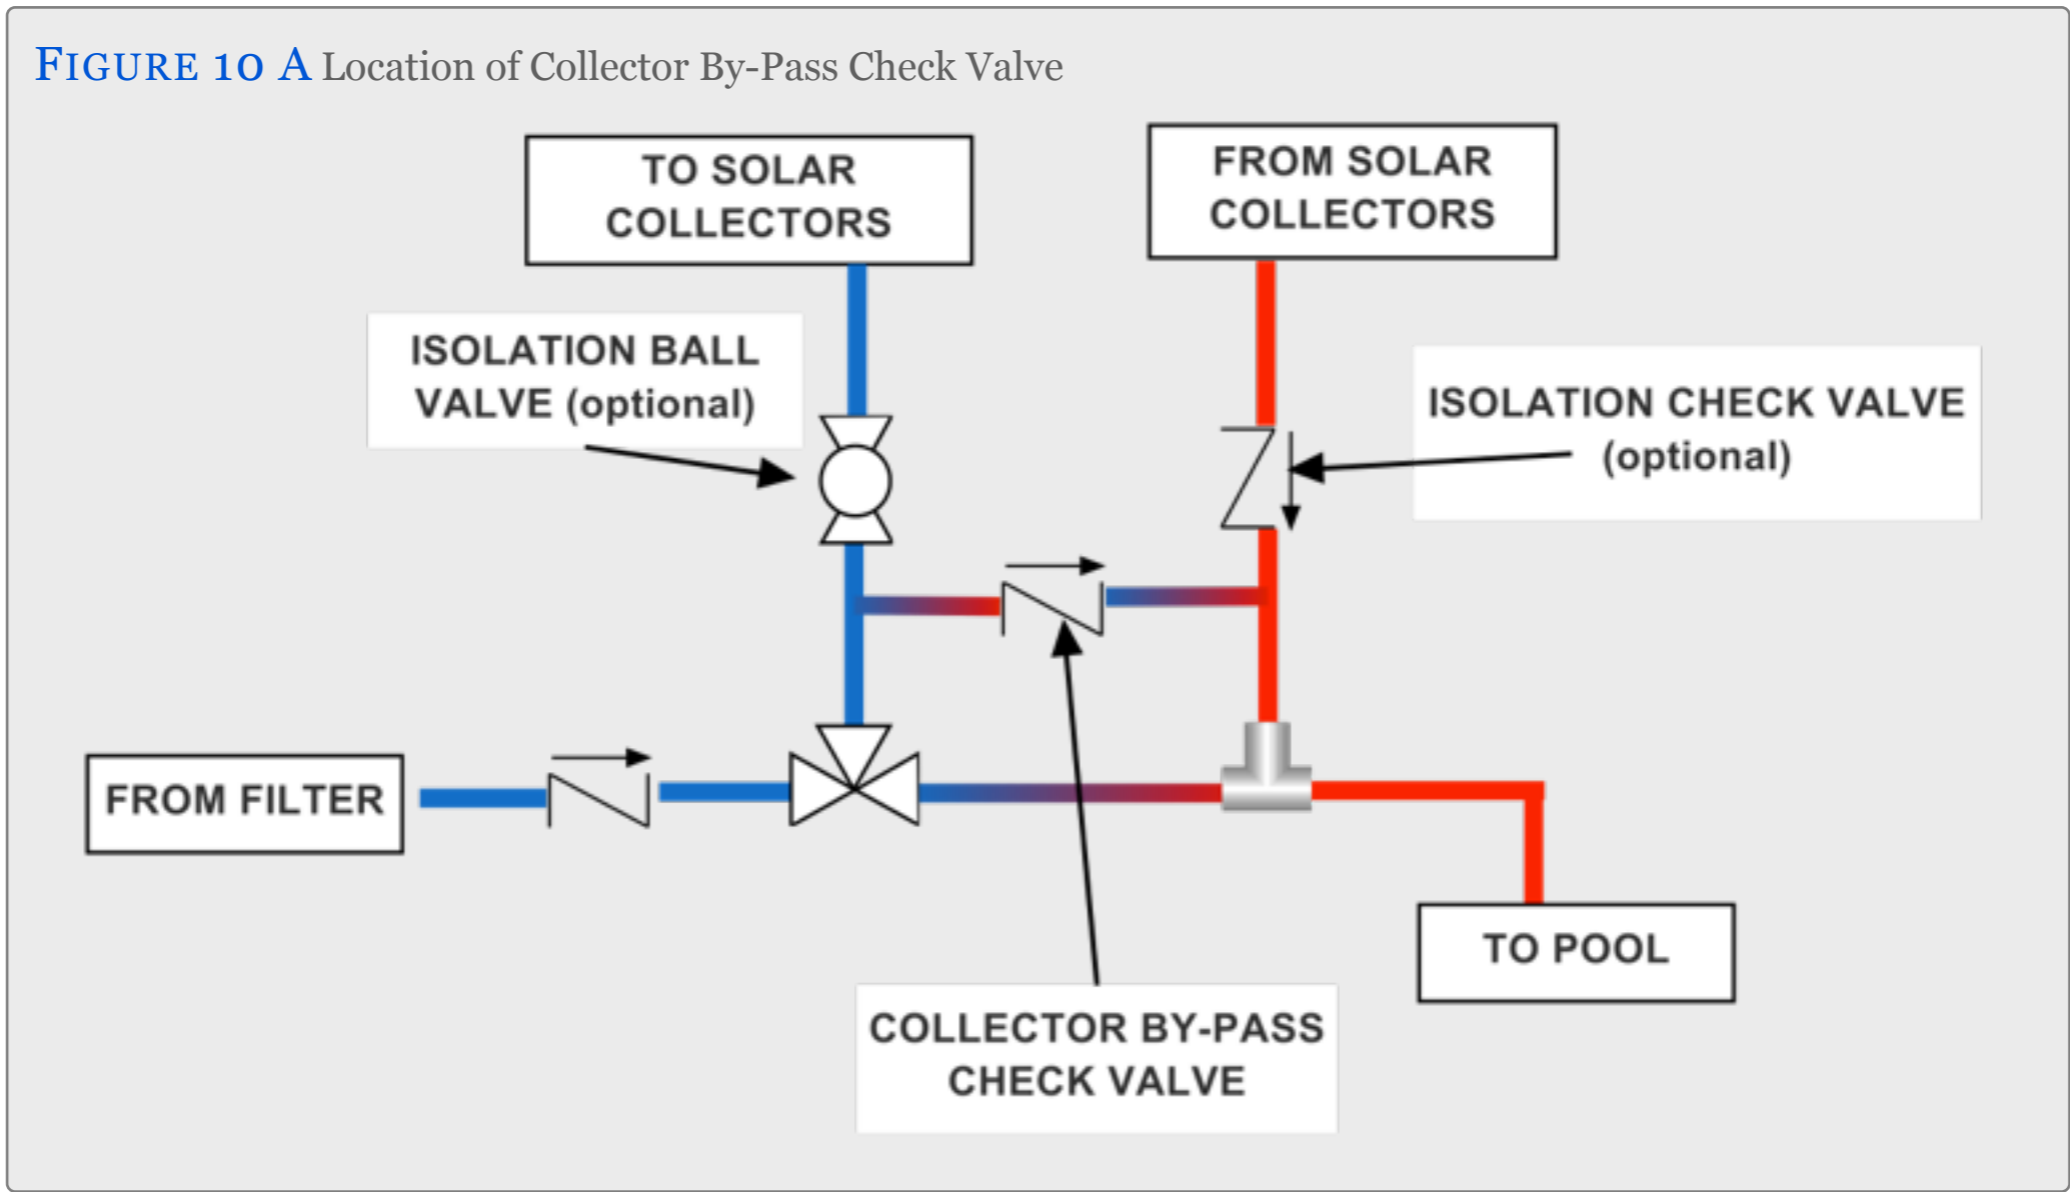 FIGURE 10 A Location of Collector By-Pass Check Valve
TO SOLAR
COLLECTORS
FROM SOLAR
COLLECTORS
ISOLATION BALL
VALVE (optional)
ISOLATION CHECK VALVE
(optional)
FROM FILTER
TO POOL
COLLECTOR BY-PASS
CHECK VALVE